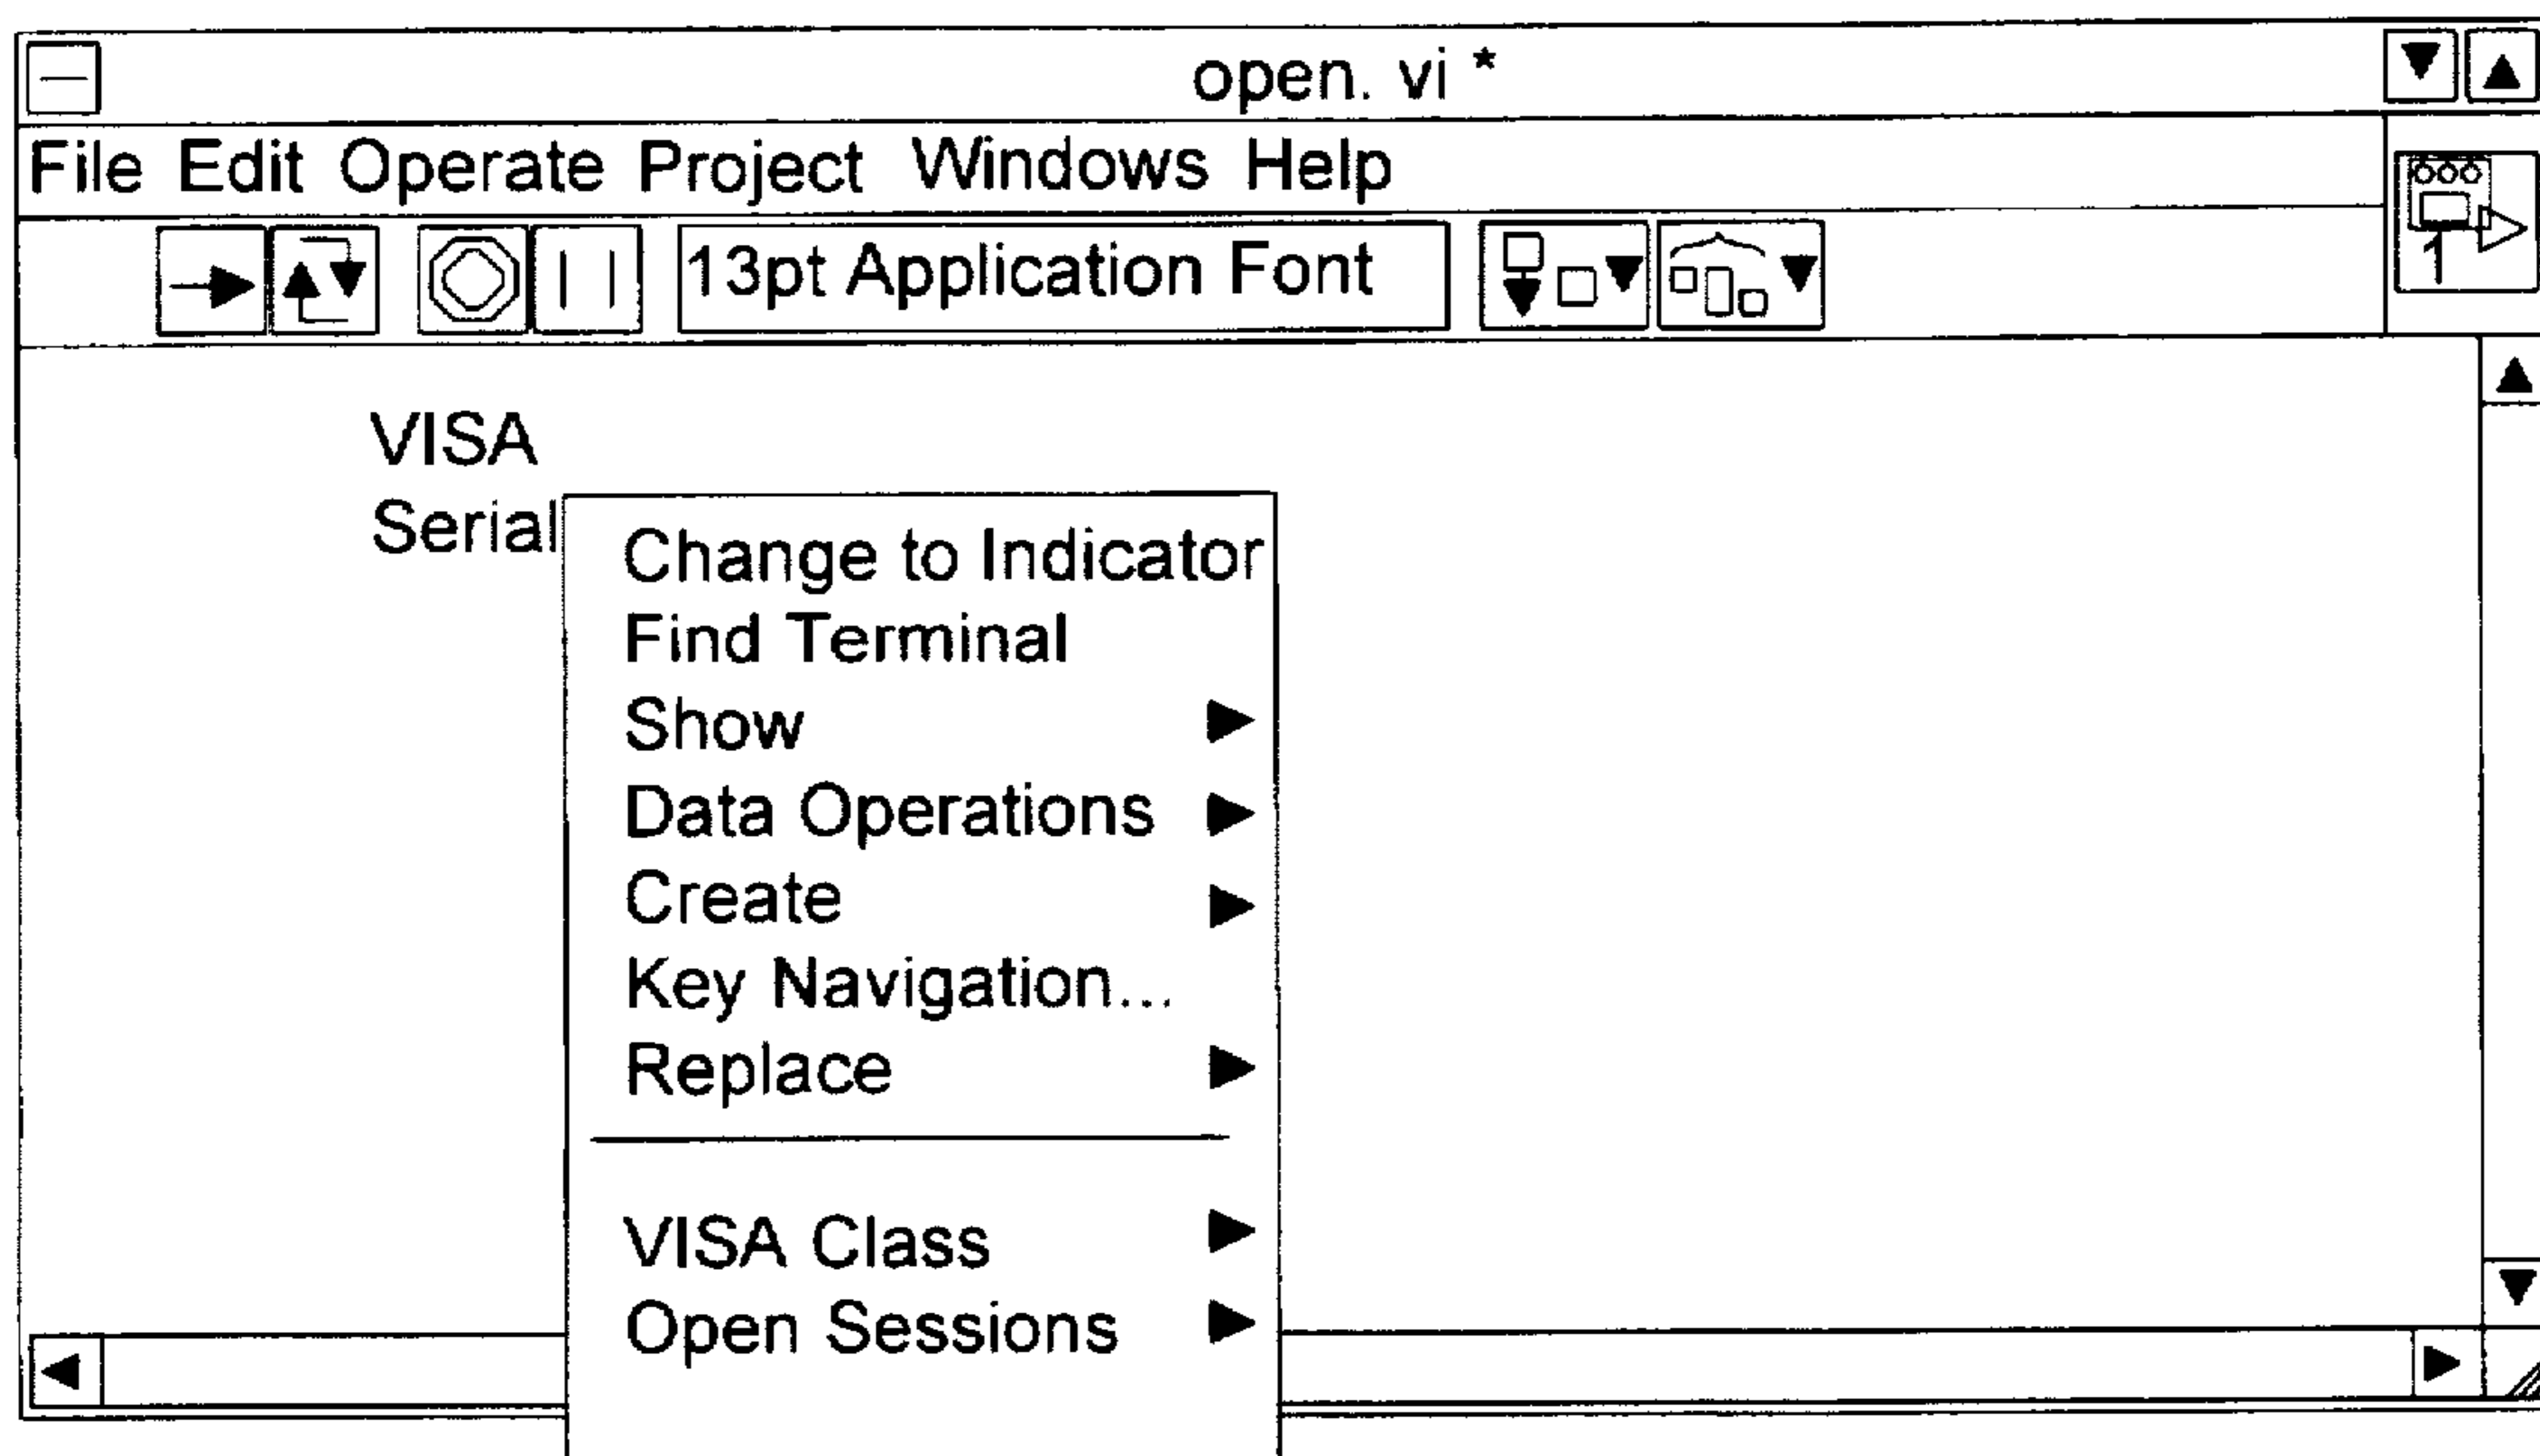 open. vi *
File Edit Operate Project Windows Help
13pt Application Font
1
VISA
Serial
Change to Indicator
Find Terminal
Show
Data Operations
Create
Key Navigation...
Replace
VISA Class
Open Sessions